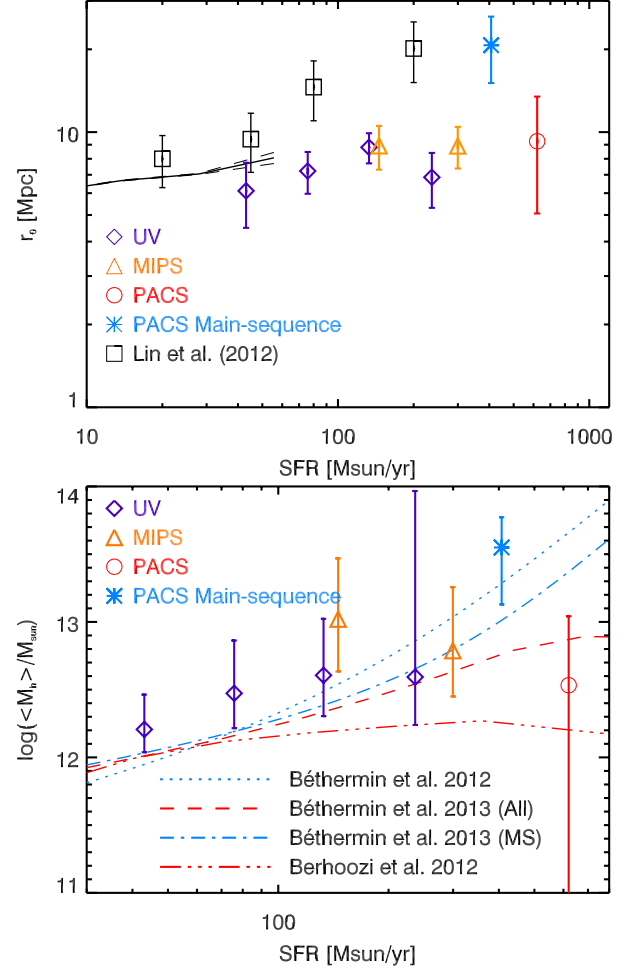 10
1
r₀ [Mpc]
UV
MIPS
PACS
PACS Main-sequence
Lin et al. (2012)
10
100
1000
SFR [Msun/yr]
14
13
12
11
log(<Mₕ>/Mₛᵤₙ)
UV
MIPS
PACS
PACS Main-sequence
Béthermin et al. 2012
Béthermin et al. 2013 (All)
Béthermin et al. 2013 (MS)
Berhoozi et al. 2012
100
SFR [Msun/yr]